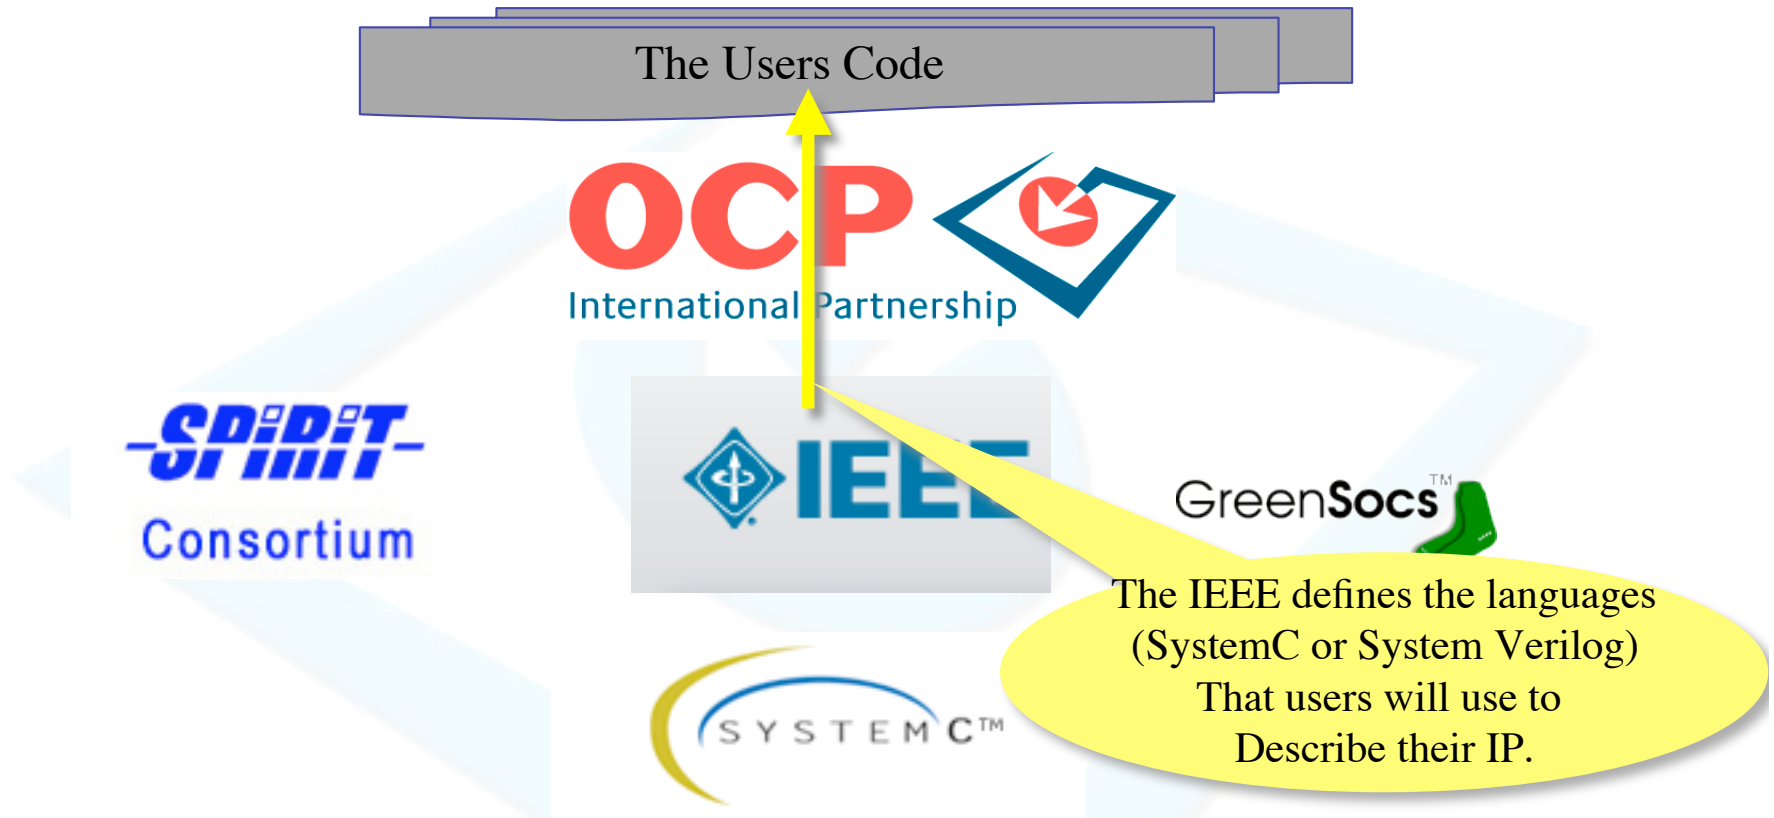 The Users Code
OCP
International Partnership
SPIRIT
Consortium
IEEE
GreenSocs™
The IEEE defines the languages
(SystemC or System Verilog)
That users will use to
Describe their IP.
SYSTEMC™